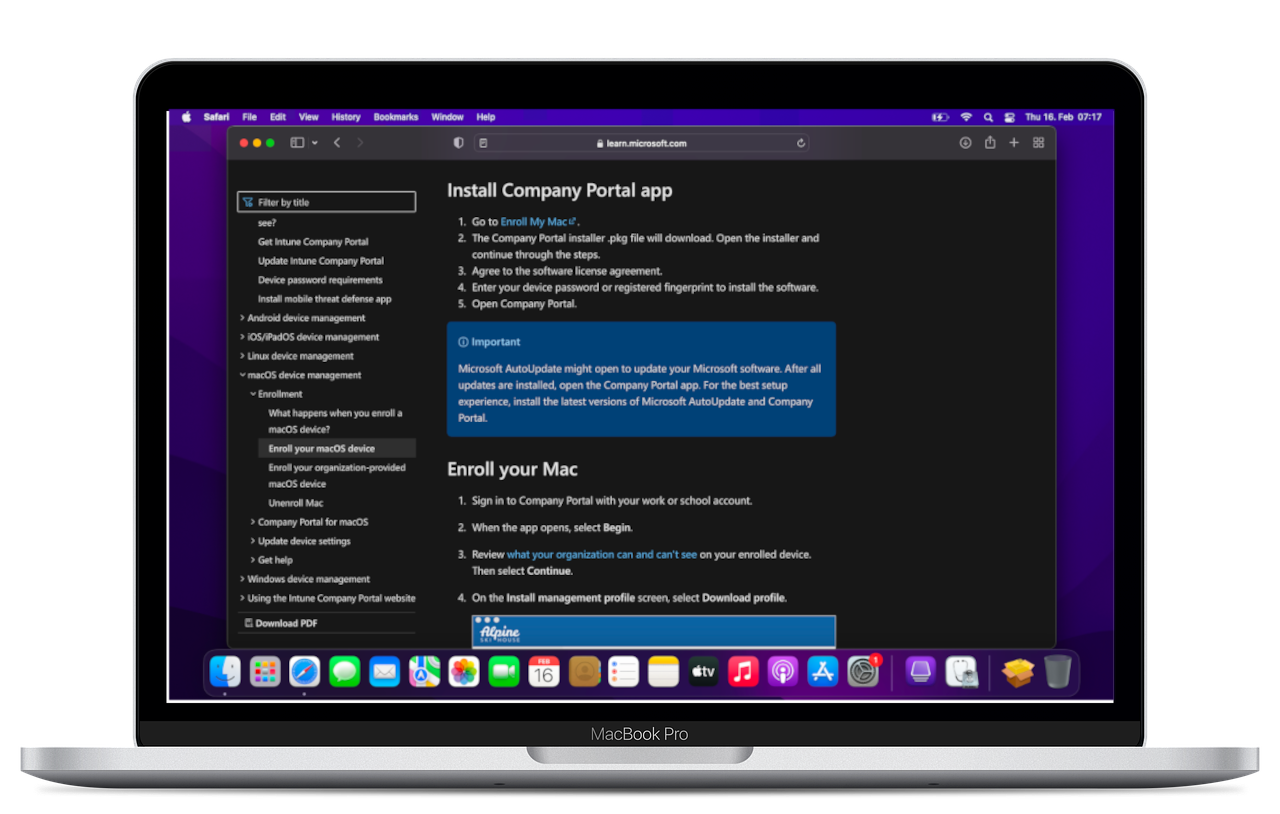 Safari File Edit View History Bookmarks Window Help
Thu 16. Feb 07:17
learn.microsoft.com
Filter by title
see?
Get Intune Company Portal
Update Intune Company Portal
Device password requirements
Install mobile threat defense app
Android device management
iOS/iPadOS device management
Linux device management
macOS device management
Enrollment
What happens when you enroll a
macOS device?
Enroll your macOS device
Enroll your organization-provided
macOS device
Unenroll Mac
Company Portal for macOS
Update device settings
Get help
Windows device management
Using the Intune Company Portal website
Download PDF
Install Company Portal app
1. Go to Enroll My Mac.
2. The Company Portal installer .pkg file will download. Open the installer and
continue through the steps.
3. Agree to the software license agreement.
4. Enter your device password or registered fingerprint to install the software.
5. Open Company Portal.
Important
Microsoft AutoUpdate might open to update your Microsoft software. After all
updates are installed, open the Company Portal app. For the best setup
experience, install the latest versions of Microsoft AutoUpdate and Company
Portal.
Enroll your Mac
1. Sign in to Company Portal with your work or school account.
2. When the app opens, select Begin.
3. Review what your organization can and can't see on your enrolled device.
Then select Continue.
4. On the Install management profile screen, select Download profile.
Alpine
SKI HOUSE
FEB
16
tv
1
MacBook Pro